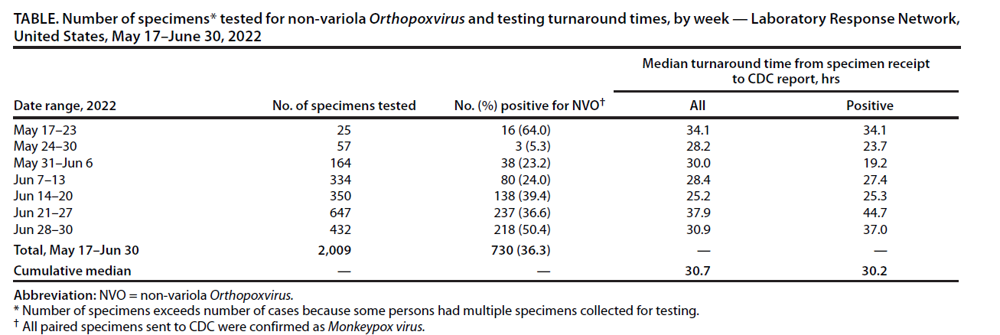 TABLE. Number of specimens* tested for non-variola Orthopoxvirus and testing turnaround times, by week — Laboratory Response Network,
United States, May 17–June 30, 2022
Median turnaround time from specimen receipt
to CDC report, hrs
Date range, 2022 No. of specimens tested No. (%) positive for NVO† All Positive
May 17–23 25 16 (64.0) 34.1 34.1
May 24–30 57 3 (5.3) 28.2 23.7
May 31–Jun 6 164 38 (23.2) 30.0 19.2
Jun 7–13 334 80 (24.0) 28.4 27.4
Jun 14–20 350 138 (39.4) 25.2 25.3
Jun 21–27 647 237 (36.6) 37.9 44.7
Jun 28–30 432 218 (50.4) 30.9 37.0
Total, May 17–Jun 30 2,009 730 (36.3) — —
Cumulative median — — 30.7 30.2
Abbreviation: NVO = non-variola Orthopoxvirus.
* Number of specimens exceeds number of cases because some persons had multiple specimens collected for testing.
† All paired specimens sent to CDC were confirmed as Monkeypox virus.